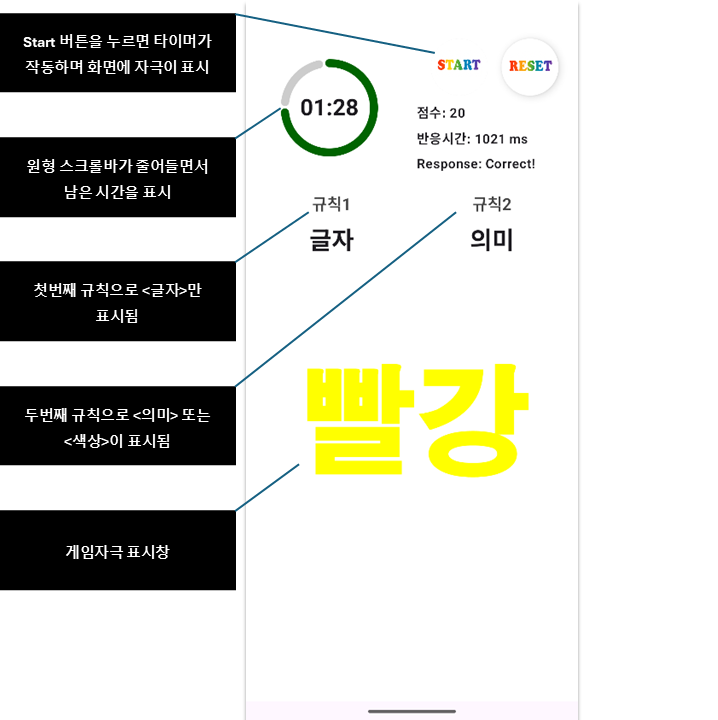 Start 버튼을 누르면 타이머가
작동하며 화면에 자극이 표시
원형 스크롤바가 줄어들면서
남은 시간을 표시
첫번째 규칙으로 <글자>만
표시됨
두번째 규칙으로 <의미> 또는
<색상>이 표시됨
게임자극 표시창
START
RESET
01:28
점수: 20
반응시간: 1021 ms
Response: Correct!
규칙1
규칙2
글자
의미
빨강